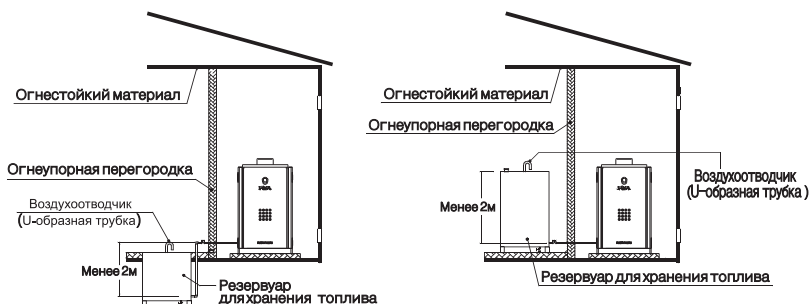 Огнестойкий материал
Огнеупорная перегородка
Воздухоотводчик
(U-образная трубка)
Менее 2м
Резервуар
для хранения топлива
Огнестойкий материал
Огнеупорная перегородка
Воздухоотводчик
(U-образная трубка)
Менее 2м
Резервуар для хранения топлива